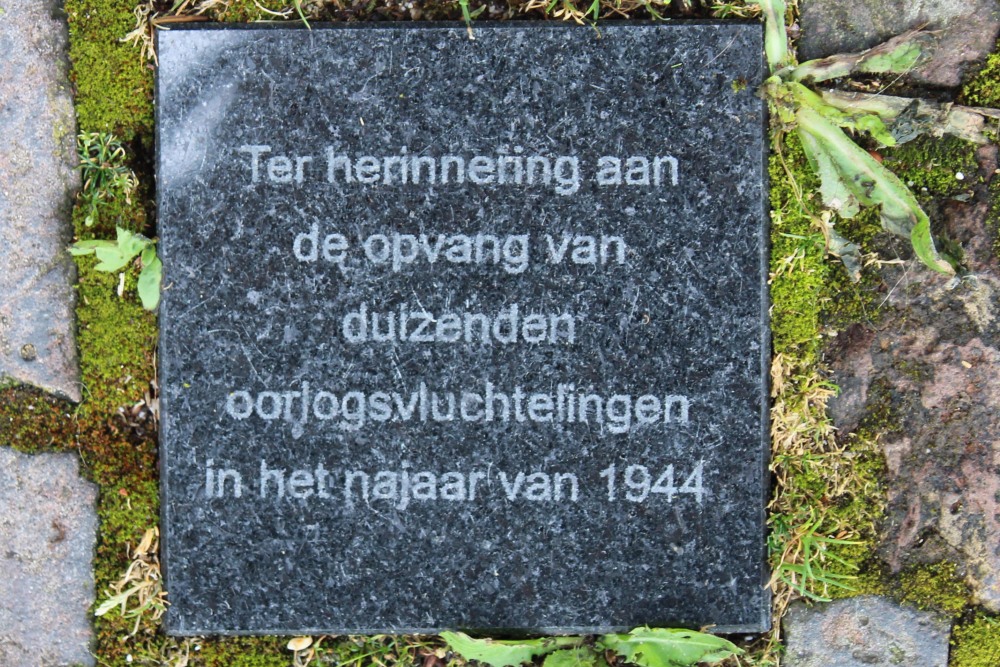 Ter herinnering aan
de opvang van
duizenden
oorlogsvluchtelingen
in het najaar van 1944